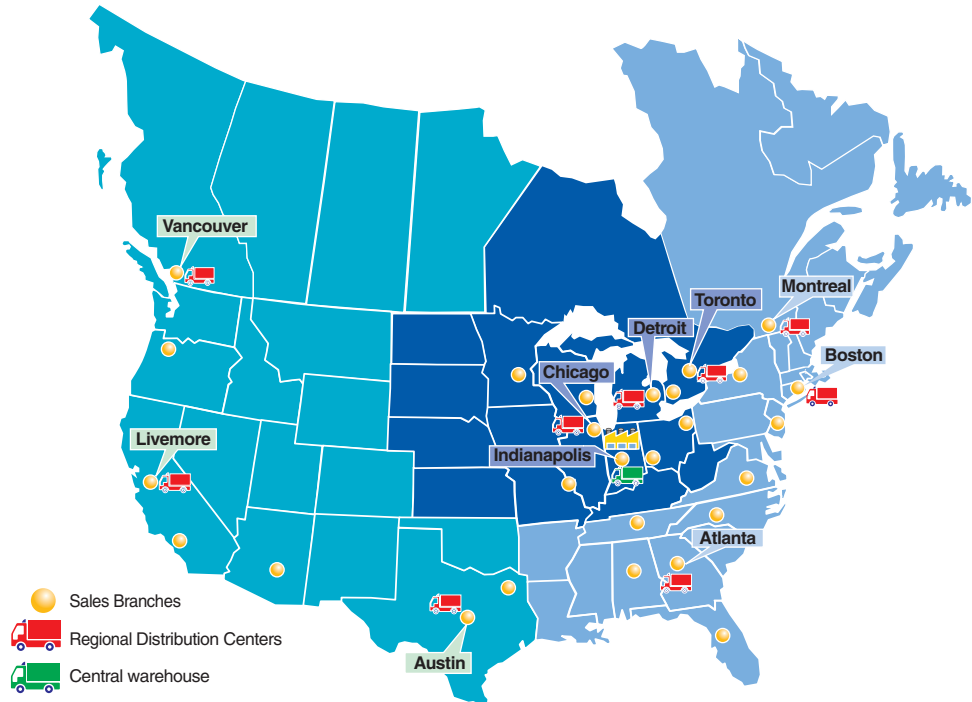 Vancouver
Montreal
Toronto
Detroit
Boston
Chicago
Livemore
Indianapolis
Atlanta
Sales Branches
Regional Distribution Centers
Austin
Central warehouse